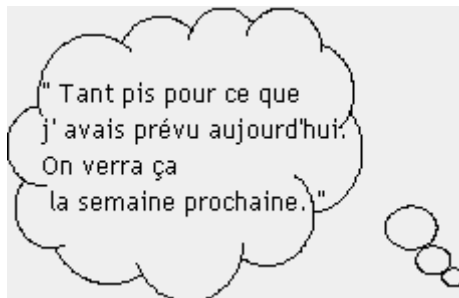 " Tant pis pour ce que
j' avais prévu aujourd'hui.
On verra ça
la semaine prochaine. "